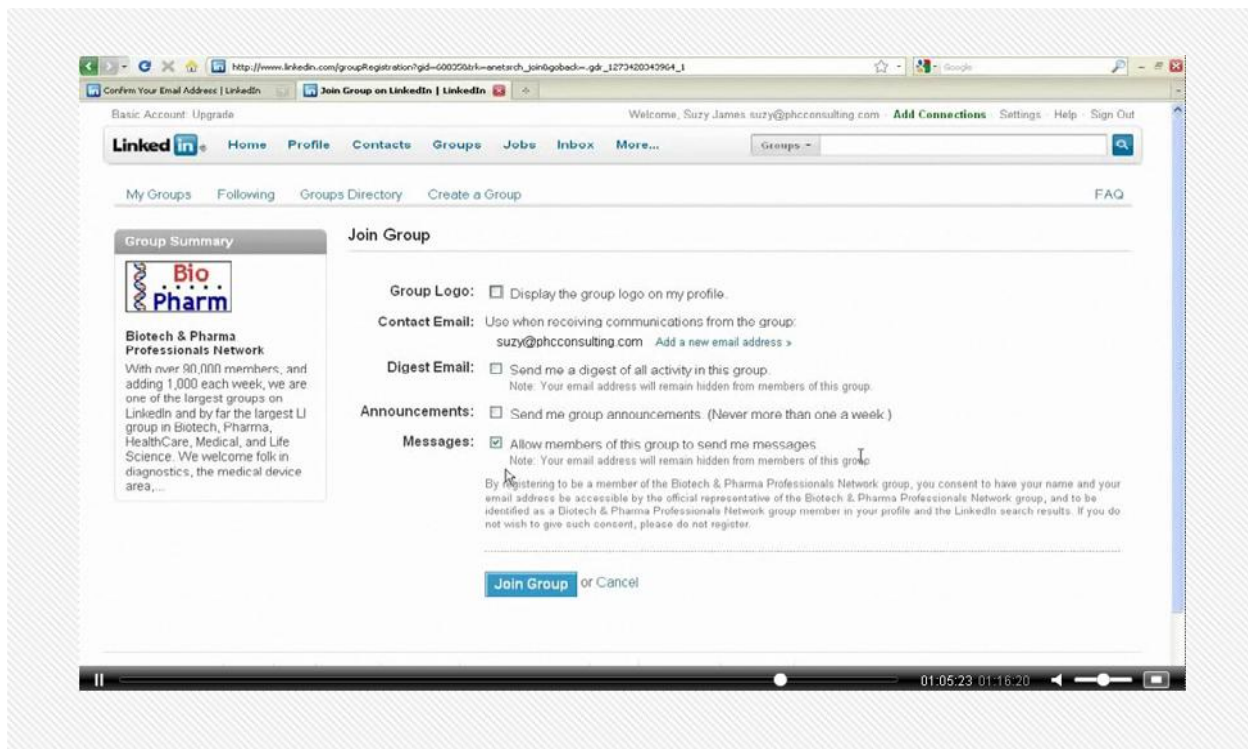 http://www.linkedin.com/groupRegistration?gid=60035&trk=anetsrch_join&goback=.gdr_1273420343964_1
Google
Confirm Your Email Address | LinkedIn
Join Group on LinkedIn | LinkedIn
Basic Account: Upgrade
Welcome, Suzy James suzy@phcconsulting.com · Add Connections · Settings · Help · Sign Out
Linked in Home Profile Contacts Groups Jobs Inbox More...
Groups
My Groups Following Groups Directory Create a Group
FAQ
Group Summary
Bio
Pharm
Biotech & Pharma
Professionals Network
With over 90,000 members, and
adding 1,000 each week, we are
one of the largest groups on
LinkedIn and by far the largest LI
group in Biotech, Pharma,
HealthCare, Medical, and Life
Science. We welcome folk in
diagnostics, the medical device
area,...
Join Group
Group Logo: Display the group logo on my profile.
Contact Email: Use when receiving communications from the group:
suzy@phcconsulting.com Add a new email address »
Digest Email: Send me a digest of all activity in this group.
Note: Your email address will remain hidden from members of this group.
Announcements: Send me group announcements. (Never more than one a week.)
Messages: Allow members of this group to send me messages
Note: Your email address will remain hidden from members of this group
By registering to be a member of the Biotech & Pharma Professionals Network group, you consent to have your name and your
email address be accessible by the official representative of the Biotech & Pharma Professionals Network group, and to be
identified as a Biotech & Pharma Professionals Network group member in your profile and the LinkedIn search results. If you do
not wish to give such consent, please do not register.
Join Group or Cancel
01:05:23 01:16:20